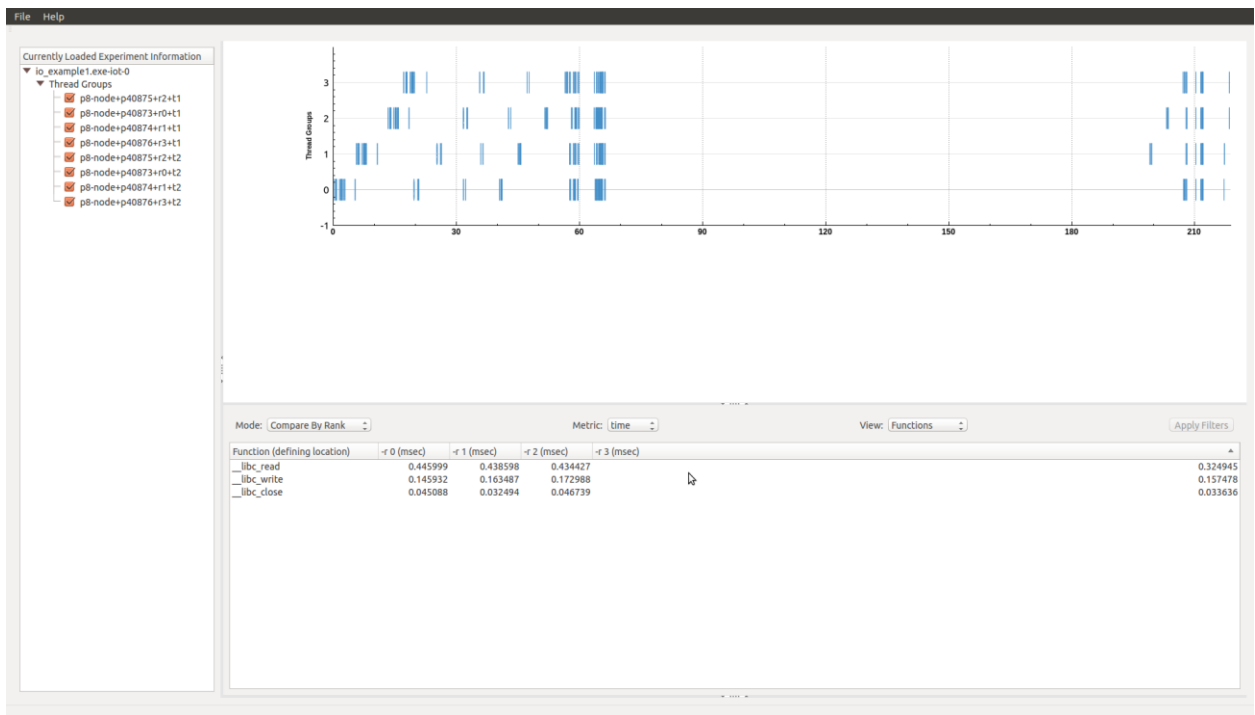 File Help
Currently Loaded Experiment Information
io_example1.exe-iot-0
Thread Groups
p8-node+p40875+r2+t1
p8-node+p40873+r0+t1
p8-node+p40874+r1+t1
p8-node+p40876+r3+t1
p8-node+p40875+r2+t2
p8-node+p40873+r0+t2
p8-node+p40874+r1+t2
p8-node+p40876+r3+t2
Thread Groups
3
2
1
0
-1
0 30 60 90 120 150 180 210
Mode: Compare By Rank Metric: time View: Functions Apply Filters
Function (defining location) -r 0 (msec) -r 1 (msec) -r 2 (msec) -r 3 (msec)
__libc_read 0.445999 0.438598 0.434427 0.324945
__libc_write 0.145932 0.163487 0.172988 0.157478
__libc_close 0.045088 0.032494 0.046739 0.033636